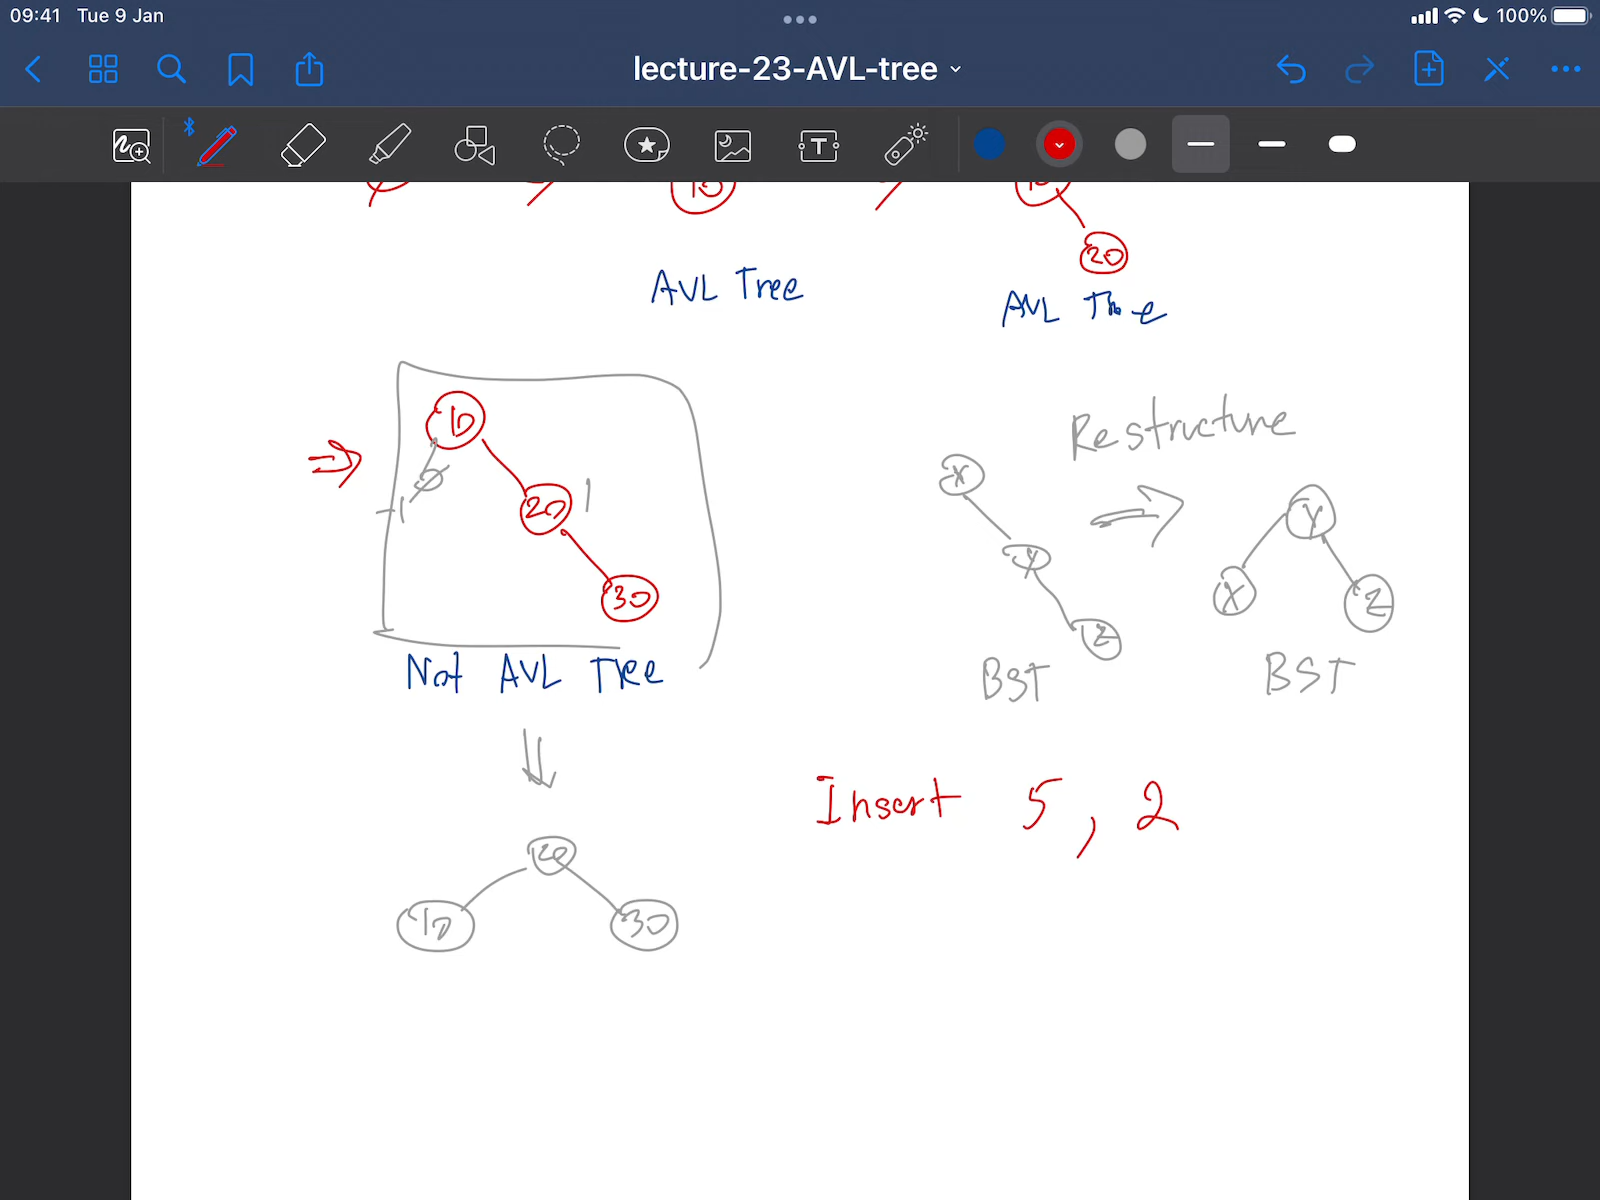 09:41 Tue 9 Jan
100%
lecture-23-AVL-tree
T
10
20
AVL Tree
AVL Tree
10
-1
20 1
30
Not AVL Tree
Restructure
X
Y
Z
BST
Y
X
Z
BST
Insert 5, 2
20
10
30